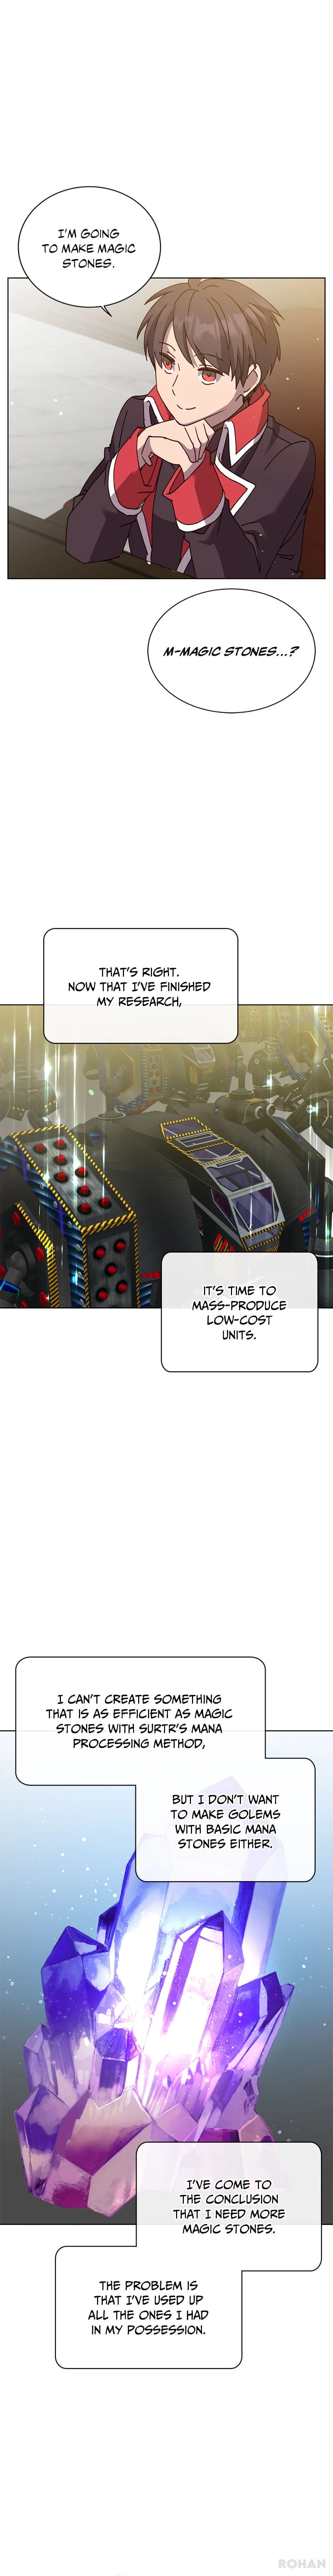 I'M GOING
TO MAKE MAGIC
STONES.
M-MAGIC STONES...?
THAT'S RIGHT.
NOW THAT I'VE FINISHED
MY RESEARCH,
IT'S TIME TO
MASS-PRODUCE
LOW-COST
UNITS.
I CAN'T CREATE SOMETHING
THAT IS AS EFFICIENT AS MAGIC
STONES WITH SURTR'S MANA
PROCESSING METHOD,
BUT I DON'T WANT
TO MAKE GOLEMS
WITH BASIC MANA
STONES EITHER.
I'VE COME TO
THE CONCLUSION
THAT I NEED MORE
MAGIC STONES.
THE PROBLEM IS
THAT I'VE USED UP
ALL THE ONES I HAD
IN MY POSSESSION.
ROHAN